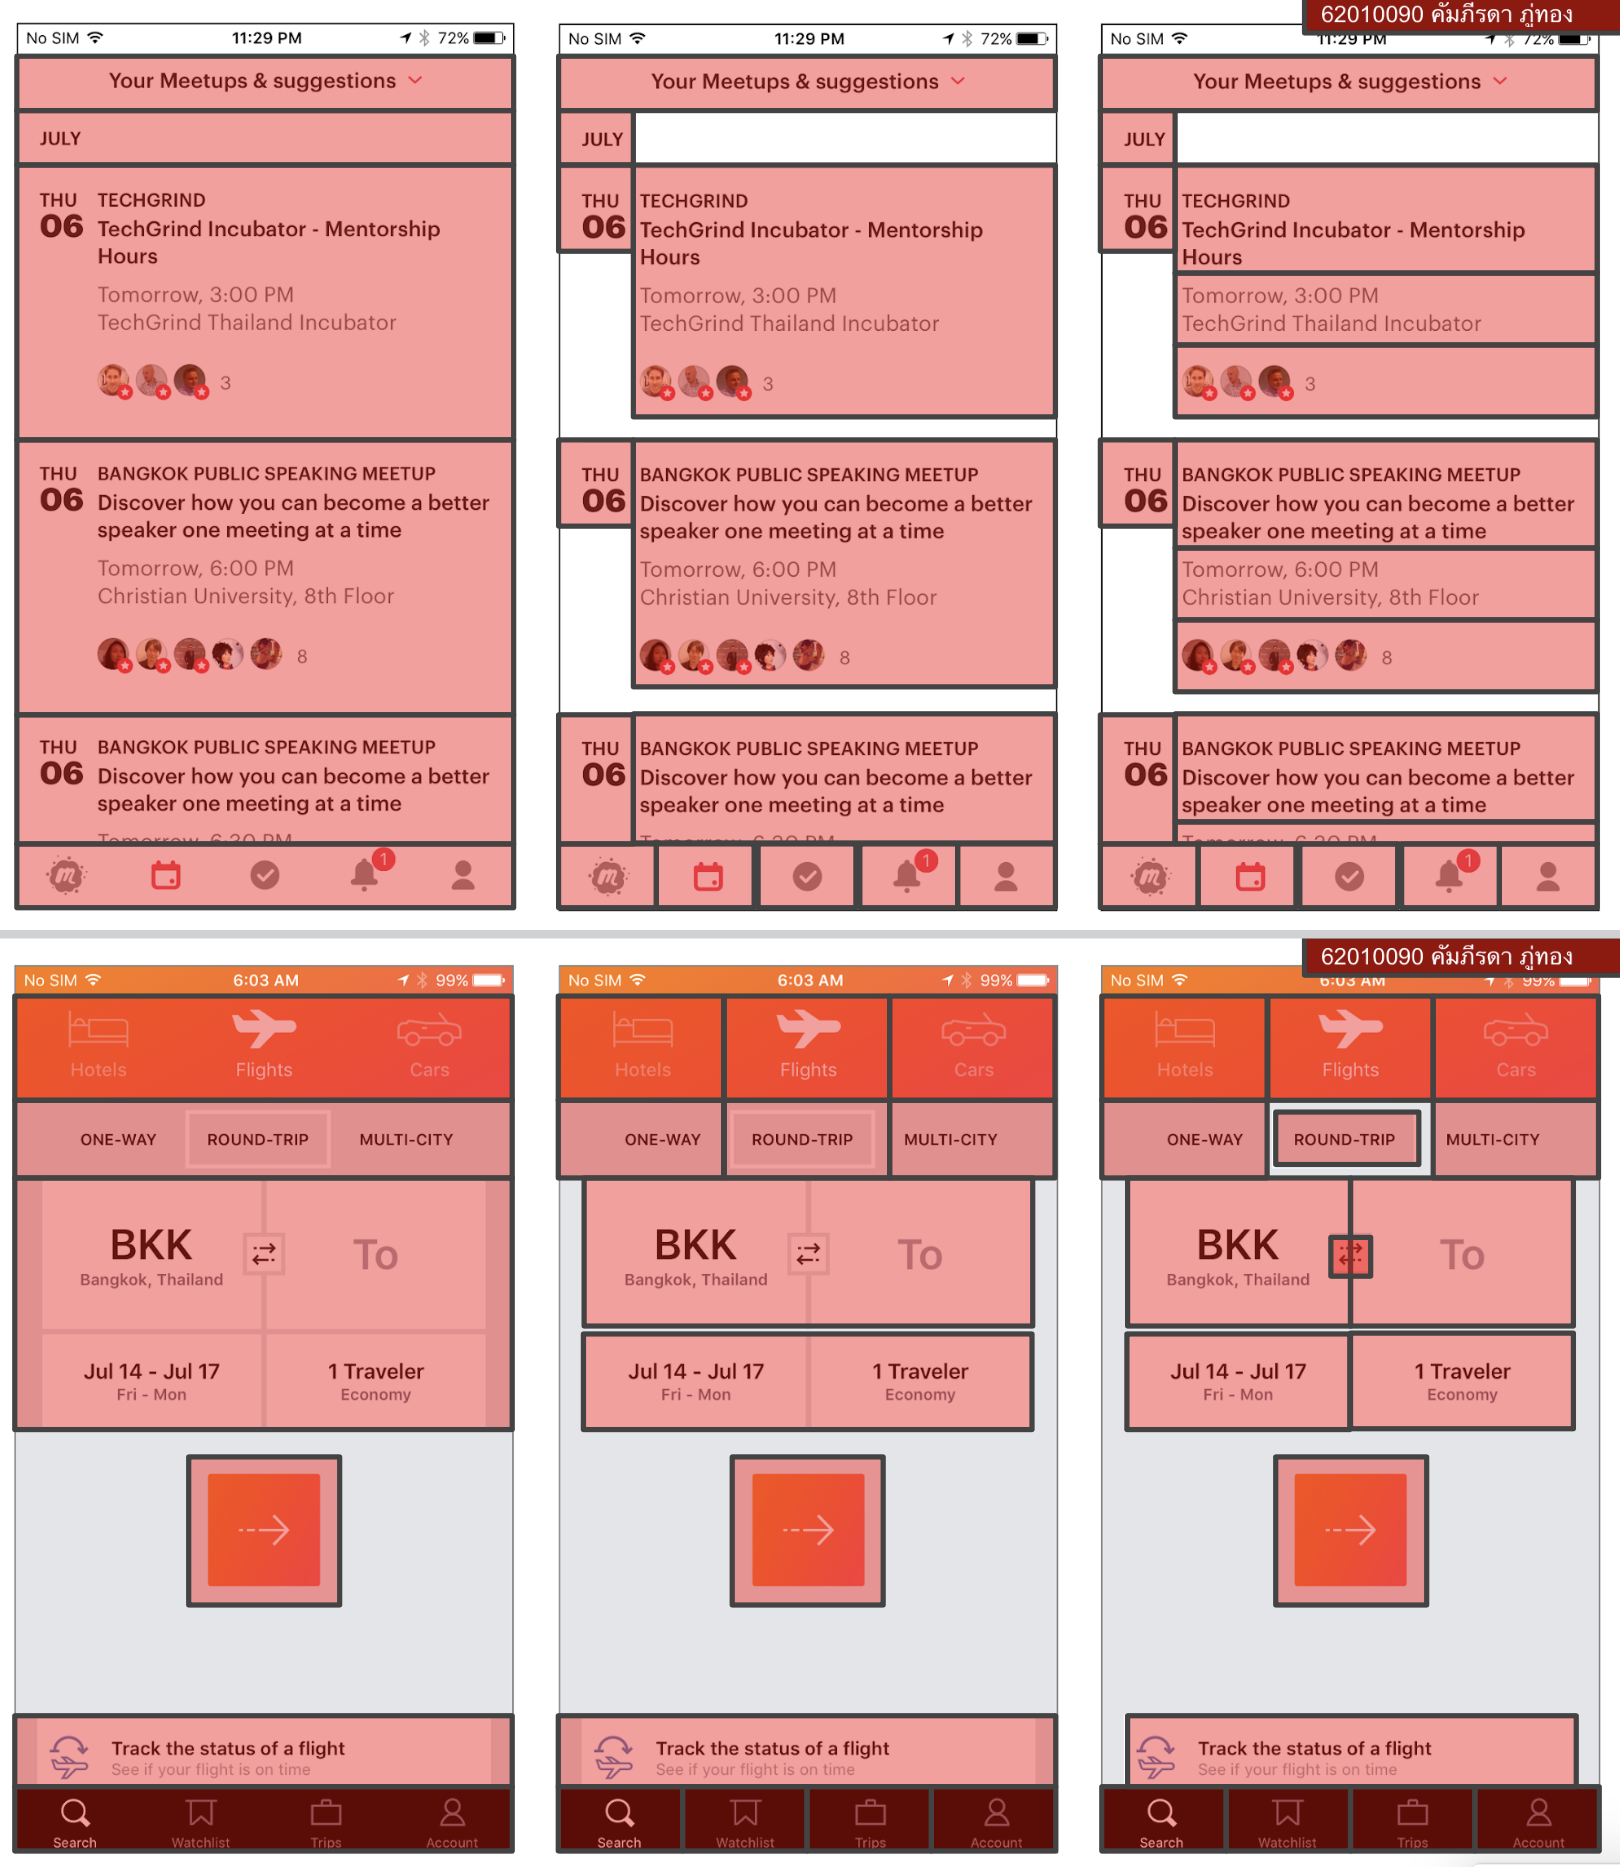 62010090 คัมภีรดา ภู่ทอง
No SIM 11:29 PM 72%
Your Meetups & suggestions
JULY
THU
06
TECHGRIND
TechGrind Incubator - Mentorship
Hours
Tomorrow, 3:00 PM
TechGrind Thailand Incubator
3
THU
06
BANGKOK PUBLIC SPEAKING MEETUP
Discover how you can become a better
speaker one meeting at a time
Tomorrow, 6:00 PM
Christian University, 8th Floor
8
THU
06
BANGKOK PUBLIC SPEAKING MEETUP
Discover how you can become a better
speaker one meeting at a time
Tomorrow, 6:30 PM
m
1
No SIM 11:29 PM 72%
Your Meetups & suggestions
JULY
THU
06
TECHGRIND
TechGrind Incubator - Mentorship
Hours
Tomorrow, 3:00 PM
TechGrind Thailand Incubator
3
THU
06
BANGKOK PUBLIC SPEAKING MEETUP
Discover how you can become a better
speaker one meeting at a time
Tomorrow, 6:00 PM
Christian University, 8th Floor
8
THU
06
BANGKOK PUBLIC SPEAKING MEETUP
Discover how you can become a better
speaker one meeting at a time
Tomorrow, 6:30 PM
m
1
No SIM 11:29 PM 72%
Your Meetups & suggestions
JULY
THU
06
TECHGRIND
TechGrind Incubator - Mentorship
Hours
Tomorrow, 3:00 PM
TechGrind Thailand Incubator
3
THU
06
BANGKOK PUBLIC SPEAKING MEETUP
Discover how you can become a better
speaker one meeting at a time
Tomorrow, 6:00 PM
Christian University, 8th Floor
8
THU
06
BANGKOK PUBLIC SPEAKING MEETUP
Discover how you can become a better
speaker one meeting at a time
Tomorrow, 6:30 PM
m
1
62010090 คัมภีรดา ภู่ทอง
No SIM 6:03 AM 99%
Hotels Flights Cars
ONE-WAY ROUND-TRIP MULTI-CITY
BKK
Bangkok, Thailand
To
Jul 14 - Jul 17
Fri - Mon
1 Traveler
Economy
Track the status of a flight
See if your flight is on time
Search Watchlist Trips Account
No SIM 6:03 AM 99%
Hotels Flights Cars
ONE-WAY ROUND-TRIP MULTI-CITY
BKK
Bangkok, Thailand
To
Jul 14 - Jul 17
Fri - Mon
1 Traveler
Economy
Track the status of a flight
See if your flight is on time
Search Watchlist Trips Account
No SIM 6:03 AM 99%
Hotels Flights Cars
ONE-WAY ROUND-TRIP MULTI-CITY
BKK
Bangkok, Thailand
To
Jul 14 - Jul 17
Fri - Mon
1 Traveler
Economy
Track the status of a flight
See if your flight is on time
Search Watchlist Trips Account